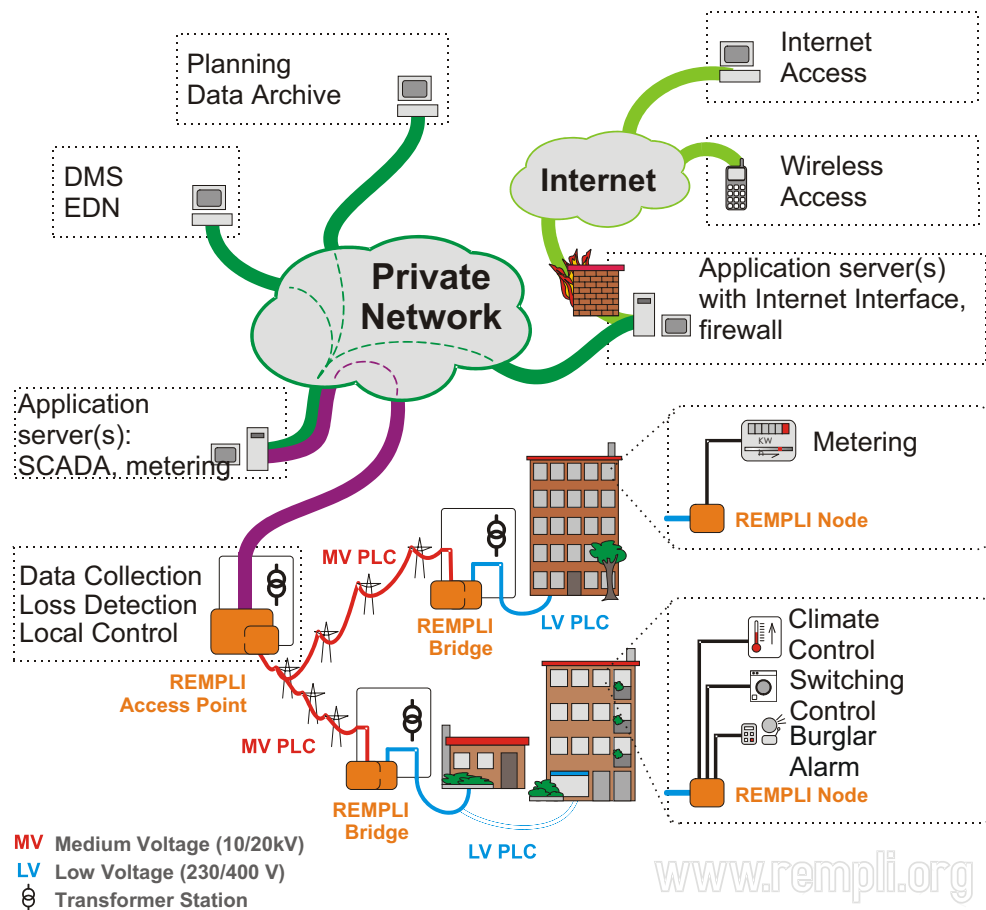 Planning
Data Archive
Internet
Access
DMS
EDN
Internet
Wireless
Access
Private
Network
Application server(s)
with Internet Interface,
firewall
Application
server(s):
SCADA, metering
KW
Metering
REMPLI Node
MV PLC
Data Collection
Loss Detection
Local Control
REMPLI
Bridge
LV PLC
Climate
Control
Switching
Control
Burglar
Alarm
REMPLI Node
REMPLI
Access Point
MV PLC
REMPLI
Bridge
LV PLC
MV Medium Voltage (10/20kV)
LV Low Voltage (230/400 V)
Transformer Station
www.rempli.org